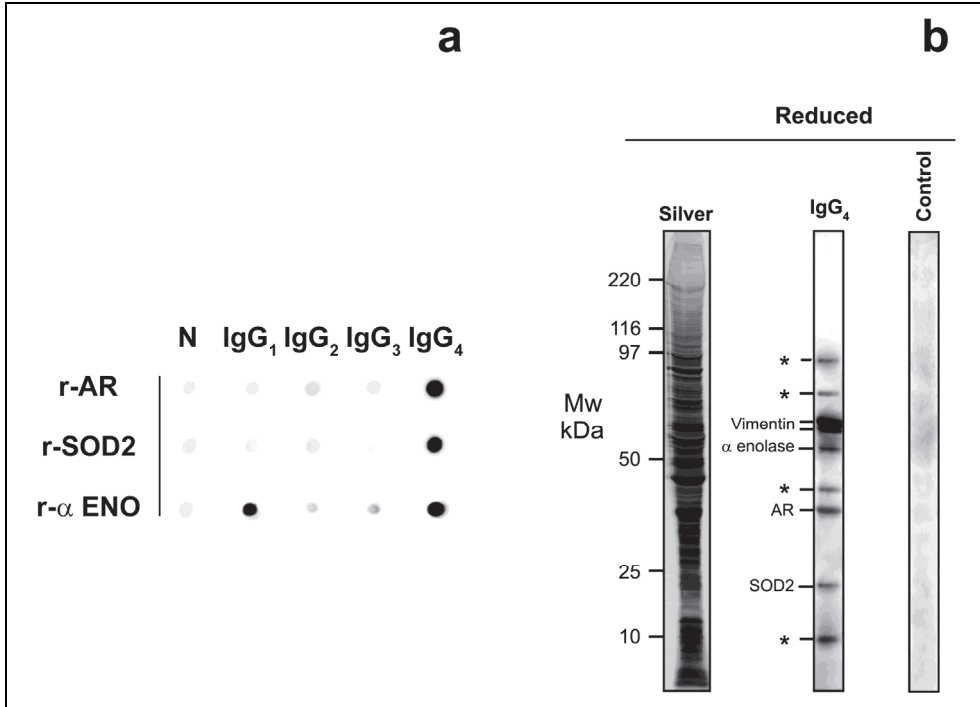 a
N IgG1 IgG2 IgG3 IgG4
r-AR
r-SOD2
r-α ENO
b
Reduced
Silver
IgG4
Control
Mw
kDa
220
116
97
50
25
10
*
*
Vimentin
α enolase
*
AR
SOD2
*